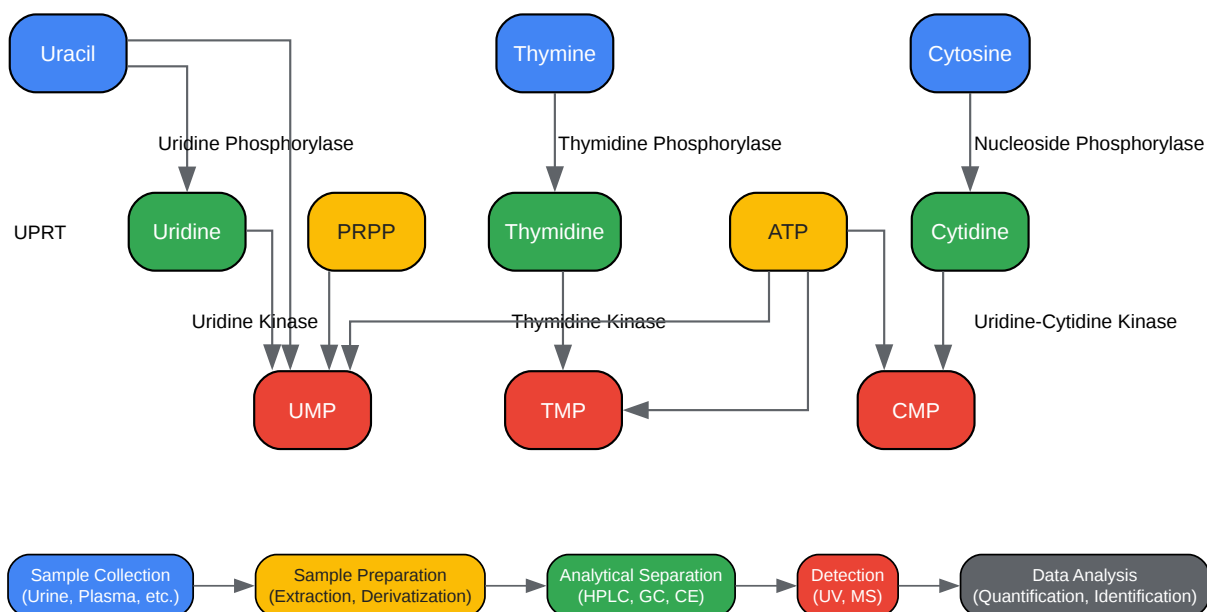 Uracil
Thymine
Cytosine
Uridine Phosphorylase
Thymidine Phosphorylase
Nucleoside Phosphorylase
UPRT
Uridine
PRPP
Thymidine
ATP
Cytidine
Uridine Kinase
Thymidine Kinase
Uridine-Cytidine Kinase
UMP
TMP
CMP
Sample Collection
(Urine, Plasma, etc.)
Sample Preparation
(Extraction, Derivatization)
Analytical Separation
(HPLC, GC, CE)
Detection
(UV, MS)
Data Analysis
(Quantification, Identification)